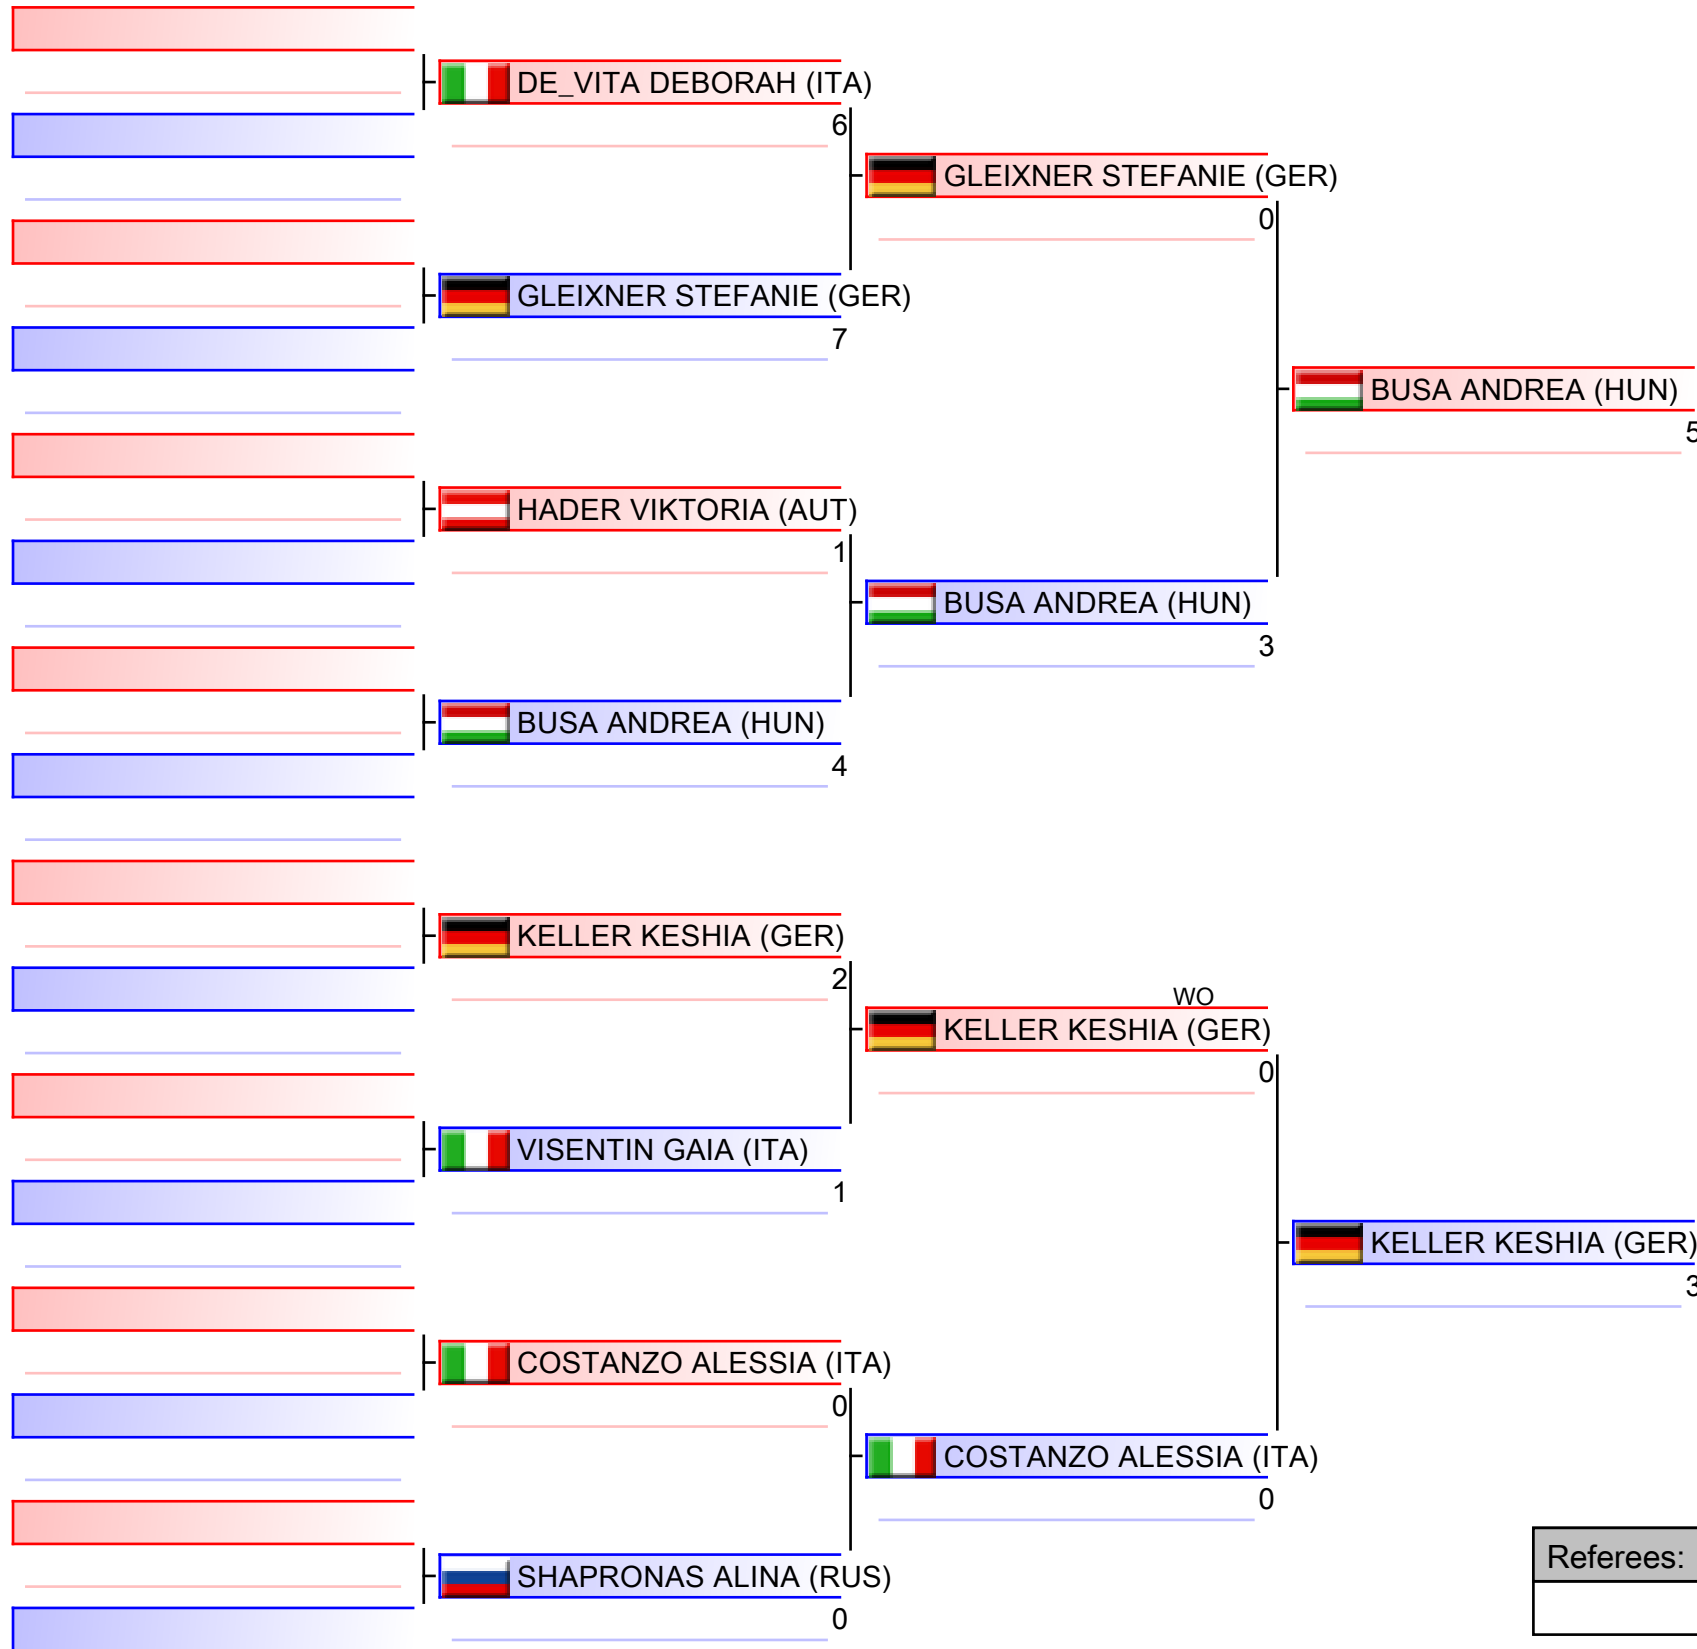 DE_VITA DEBORAH (ITA)
6
GLEIXNER STEFANIE (GER)
0
GLEIXNER STEFANIE (GER)
7
BUSA ANDREA (HUN)
5
HADER VIKTORIA (AUT)
1
BUSA ANDREA (HUN)
3
BUSA ANDREA (HUN)
4
KELLER KESHIA (GER)
2
WO
KELLER KESHIA (GER)
0
VISENTIN GAIA (ITA)
1
KELLER KESHIA (GER)
3
COSTANZO ALESSIA (ITA)
0
COSTANZO ALESSIA (ITA)
0
SHAPRONAS ALINA (RUS)
0
Referees: